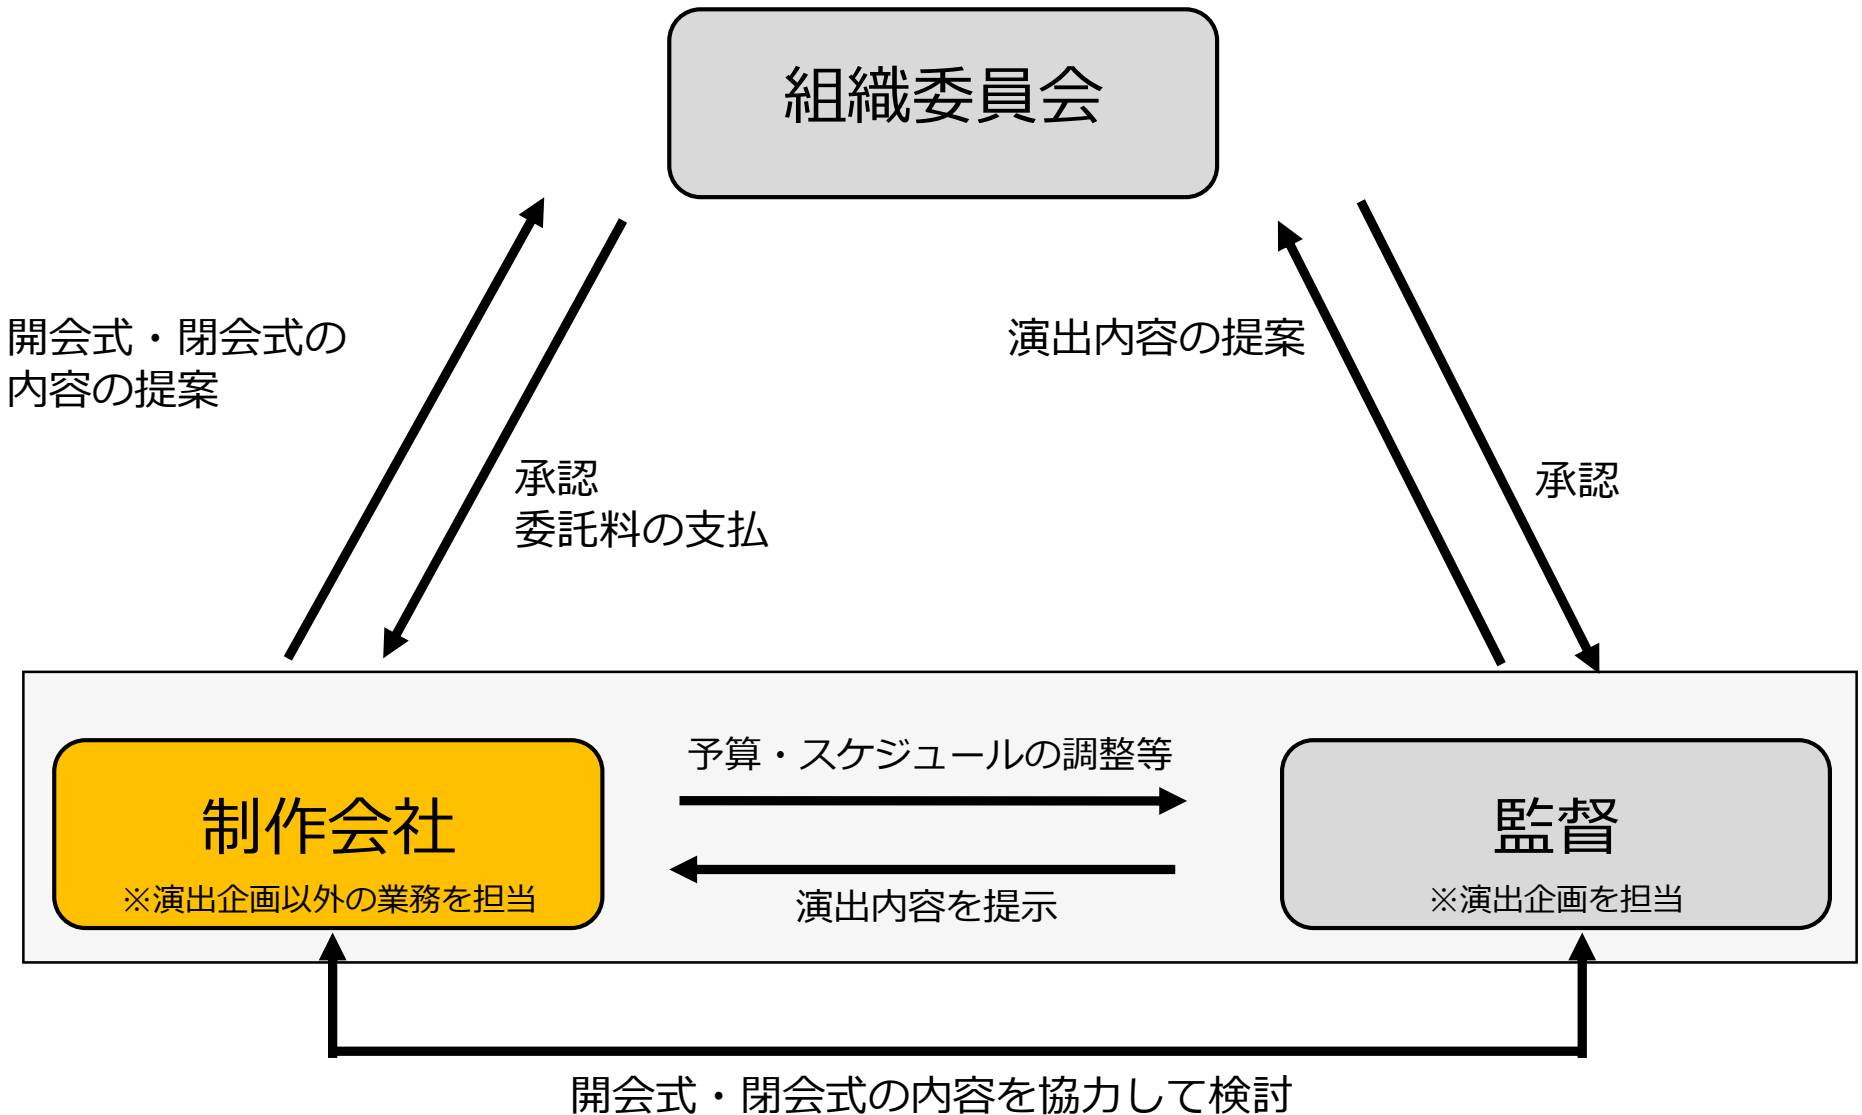 組織委員会
開会式・閉会式の
内容の提案
演出内容の提案
承認
委託料の支払
承認
予算・スケジュールの調整等
制作会社
※演出企画以外の業務を担当
監督
※演出企画を担当
演出内容を提示
開会式・閉会式の内容を協力して検討